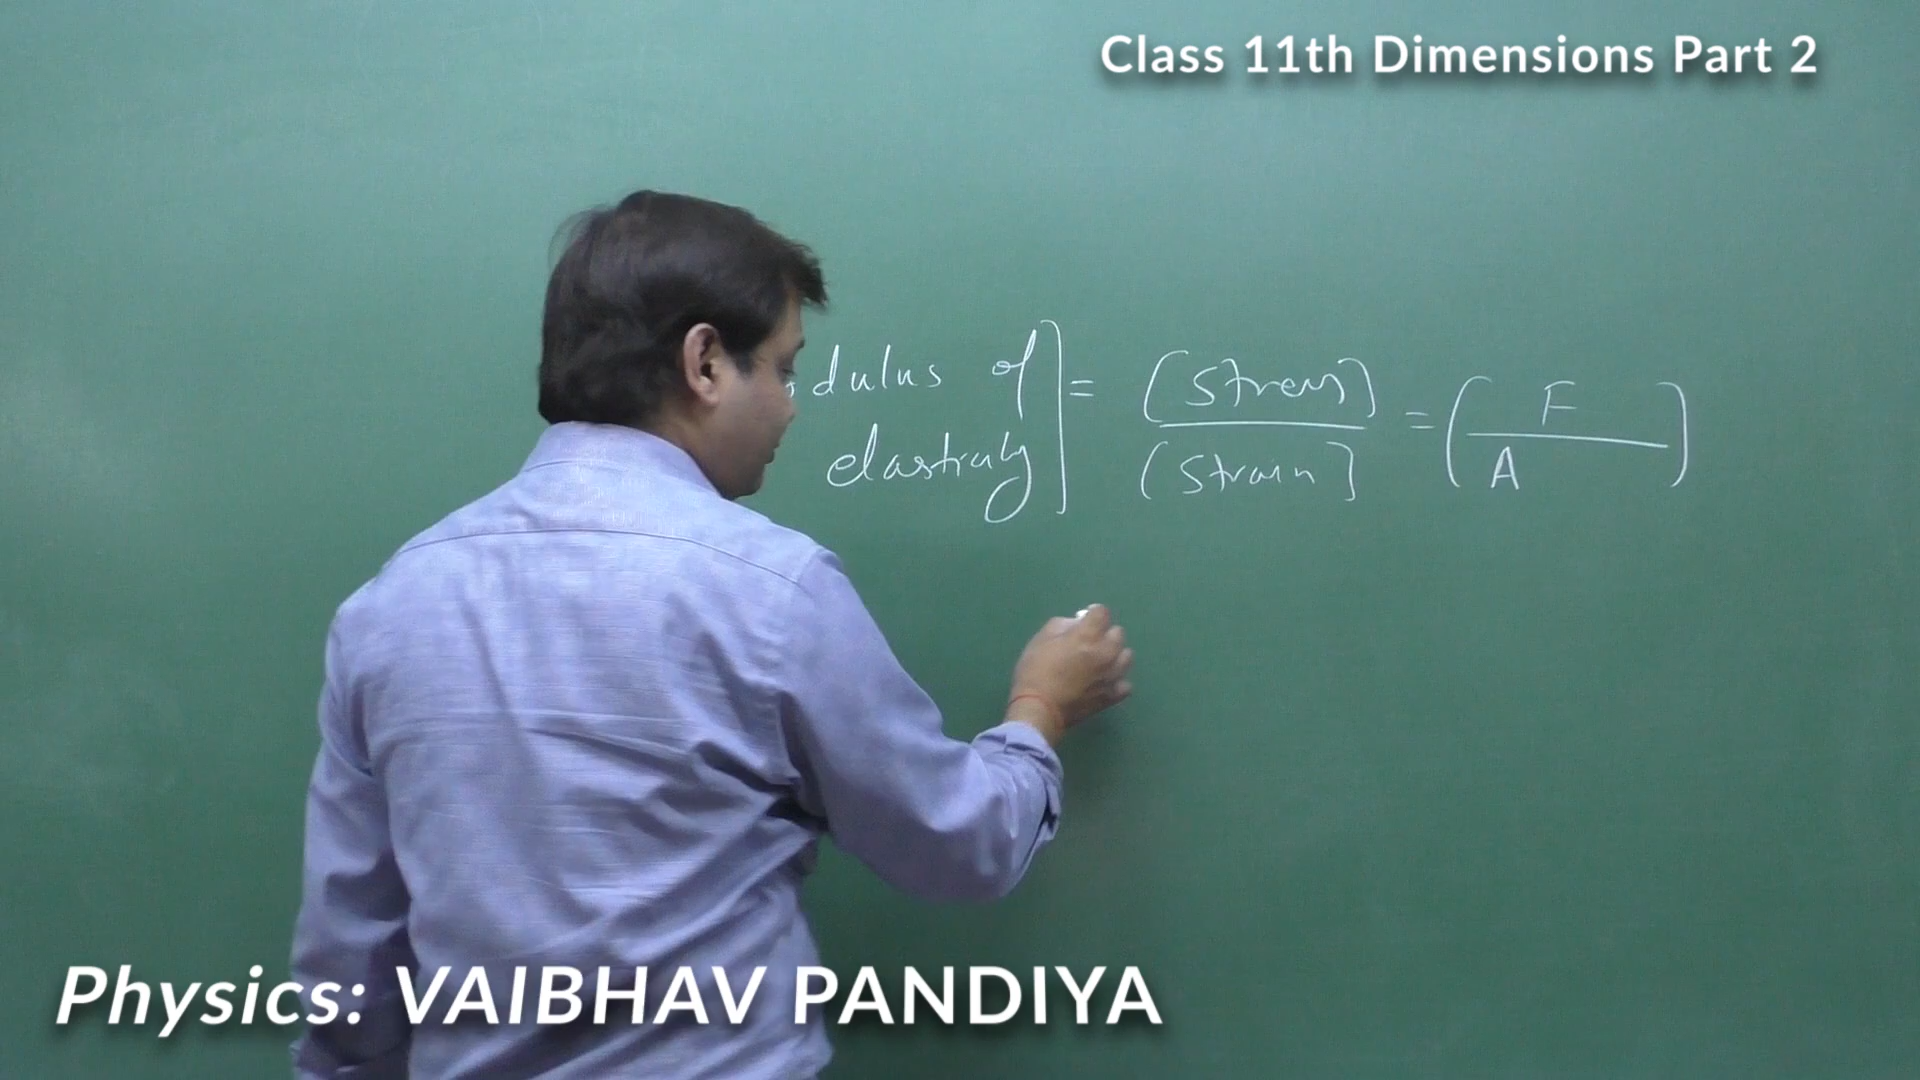 Class 11th Dimensions Part 2
dulus of ] = [Stress] / [Strain] = [F / A]
elasticity
Physics: VAIBHAV PANDIYA